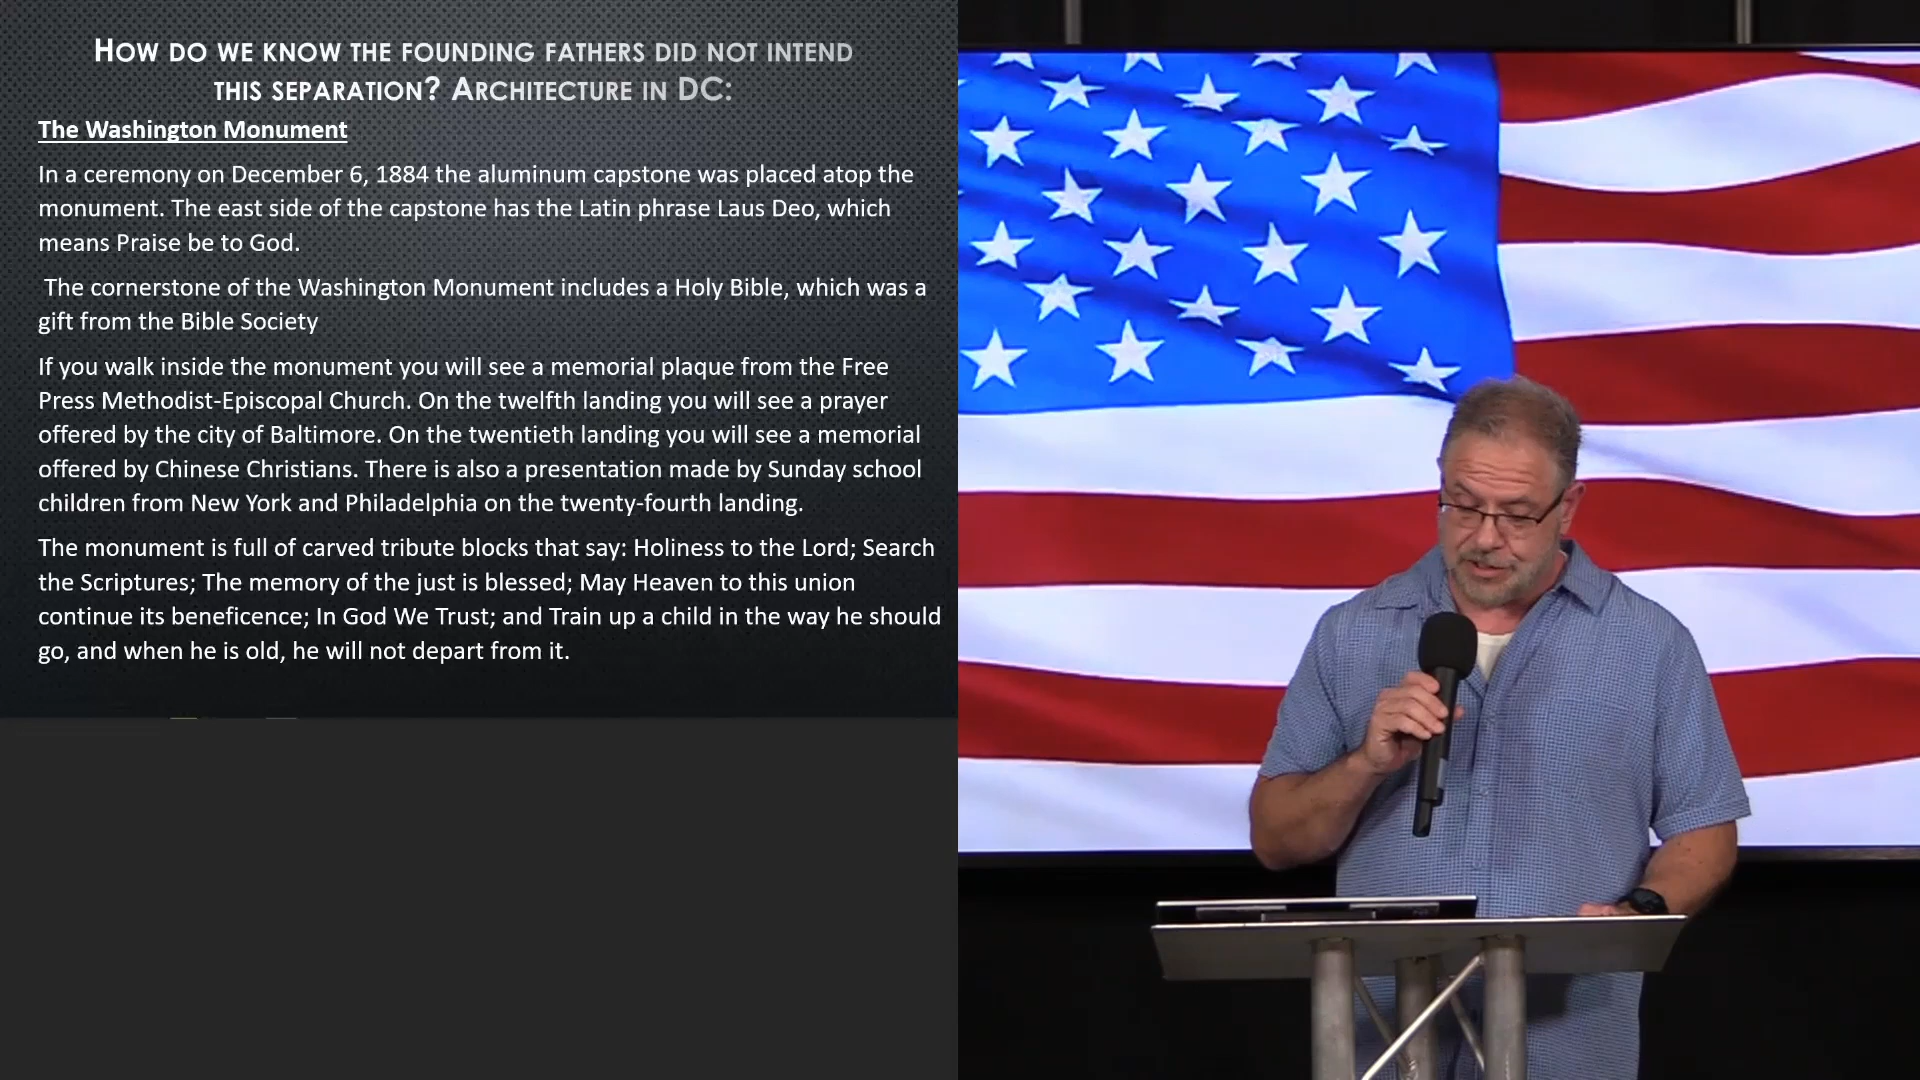 HOW DO WE KNOW THE FOUNDING FATHERS DID NOT INTEND
THIS SEPARATION? ARCHITECTURE IN DC:
The Washington Monument
In a ceremony on December 6, 1884 the aluminum capstone was placed atop the
monument. The east side of the capstone has the Latin phrase Laus Deo, which
means Praise be to God.
The cornerstone of the Washington Monument includes a Holy Bible, which was a
gift from the Bible Society
If you walk inside the monument you will see a memorial plaque from the Free
Press Methodist-Episcopal Church. On the twelfth landing you will see a prayer
offered by the city of Baltimore. On the twentieth landing you will see a memorial
offered by Chinese Christians. There is also a presentation made by Sunday school
children from New York and Philadelphia on the twenty-fourth landing.
The monument is full of carved tribute blocks that say: Holiness to the Lord; Search
the Scriptures; The memory of the just is blessed; May Heaven to this union
continue its beneficence; In God We Trust; and Train up a child in the way he should
go, and when he is old, he will not depart from it.